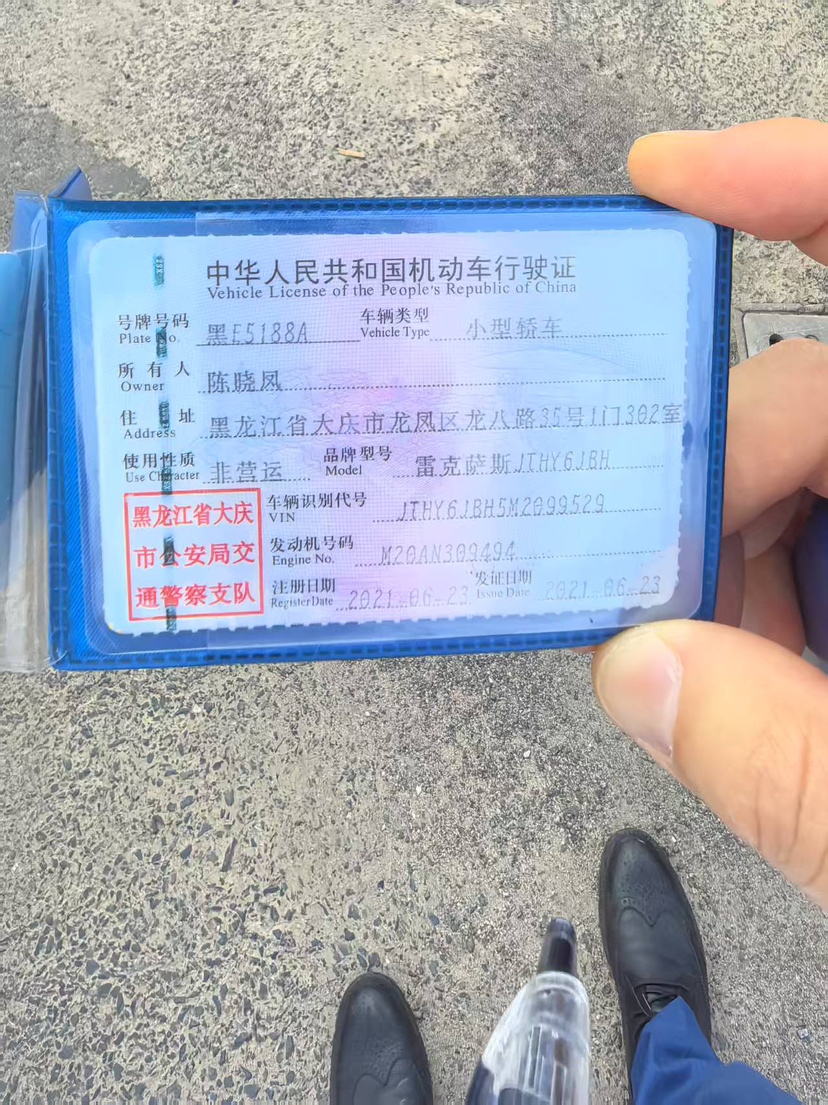 中华人民共和国机动车行驶证
Vehicle License of the People's Republic of China
号牌号码 黑E5188A 车辆类型 小型轿车
Plate No. Vehicle Type
所有人 陈晓凤
Owner
住址 黑龙江省大庆市龙凤区龙八路35号1门302室
Address
使用性质 非营运 品牌型号 雷克萨斯JTHY6JBH
Use Character Model
黑龙江省大庆 车辆识别代号 JTHY6JBH5M2099529
VIN
市公安局交 发动机号码 M20AN309494
Engine No.
通警察支队 注册日期 2021-06-23 发证日期 2021-06-23
Register Date Issue Date